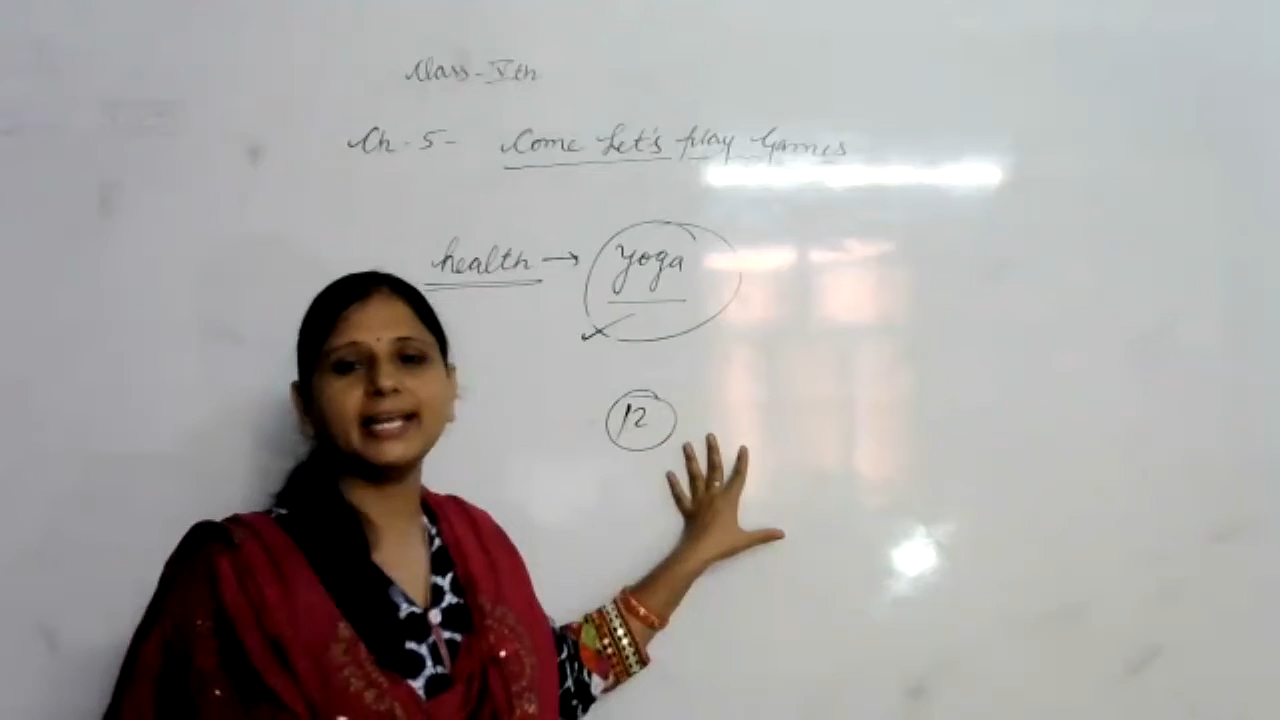 Class - Vth
Ch. 5 - Come Let's play Games
health → yoga
12